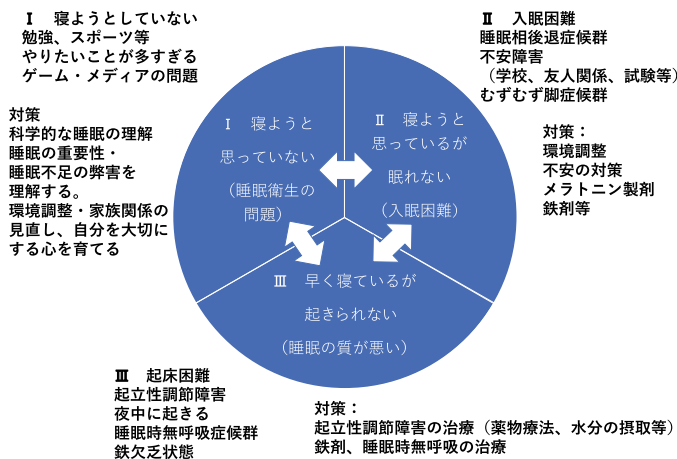 Ⅰ 寝ようとしていない
勉強、スポーツ等
やりたいことが多すぎる
ゲーム・メディアの問題
対策
科学的な睡眠の理解
睡眠の重要性・
睡眠不足の弊害を
理解する。
環境調整・家族関係の
見直し、自分を大切に
する心を育てる
Ⅱ 入眠困難
睡眠相後退症候群
不安障害
（学校、友人関係、試験等）
むずむず脚症候群
対策：
環境調整
不安の対策
メラトニン製剤
鉄剤等
Ⅰ 寝ようと
思っていない
（睡眠衛生の
問題）
Ⅱ 寝ようと
思っているが
眠れない
（入眠困難）
Ⅲ 早く寝ているが
起きられない
（睡眠の質が悪い）
Ⅲ 起床困難
起立性調節障害
夜中に起きる
睡眠時無呼吸症候群
鉄欠乏状態
対策：
起立性調節障害の治療（薬物療法、水分の摂取等）
鉄剤、睡眠時無呼吸の治療